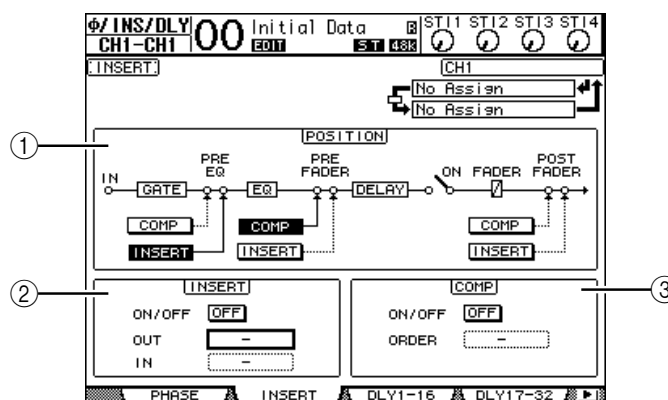 Φ/INS/DLY 00 Initial Data R STI1 STI2 STI3 STI4
CH1-CH1 EDIT ST 48K
INSERT CH1
No Assign
No Assign
① POSITION
PRE EQ PRE FADER POST FADER
IN GATE EQ DELAY ON FADER
COMP COMP COMP
INSERT INSERT INSERT
② INSERT COMP ③
ON/OFF OFF ON/OFF OFF
OUT - ORDER -
IN -
PHASE INSERT DLY1-16 DLY17-32